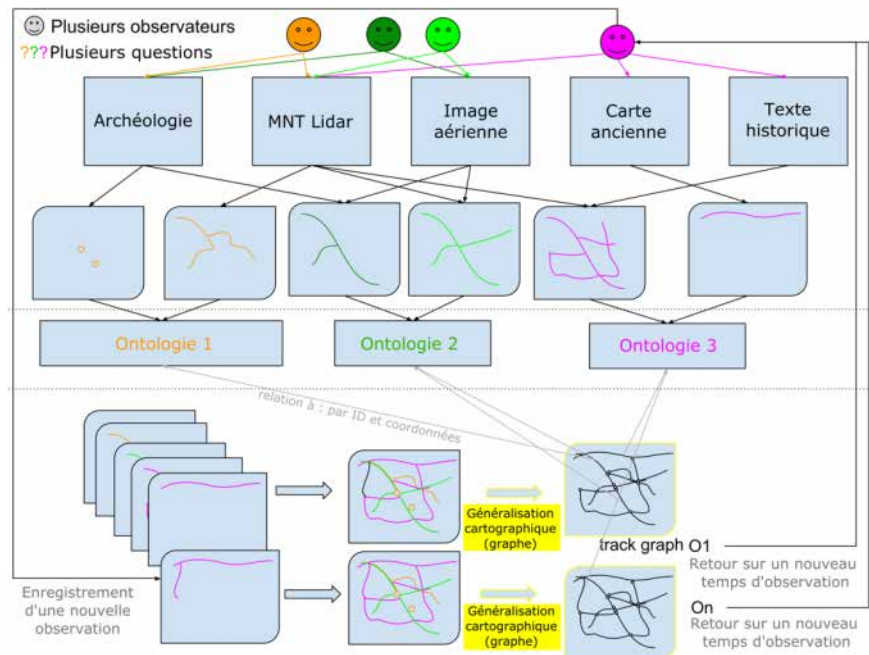 Plusieurs observateurs
???Plusieurs questions
Archéologie
MNT Lidar
Image
aérienne
Carte
ancienne
Texte
historique
Ontologie 1
Ontologie 2
Ontologie 3
relation à : par ID et coordonnées
Généralisation
cartographique
(graphe)
track graph O1
Retour sur un nouveau
temps d'observation
Enregistrement
d'une nouvelle
observation
Généralisation
cartographique
(graphe)
On
Retour sur un nouveau
temps d'observation